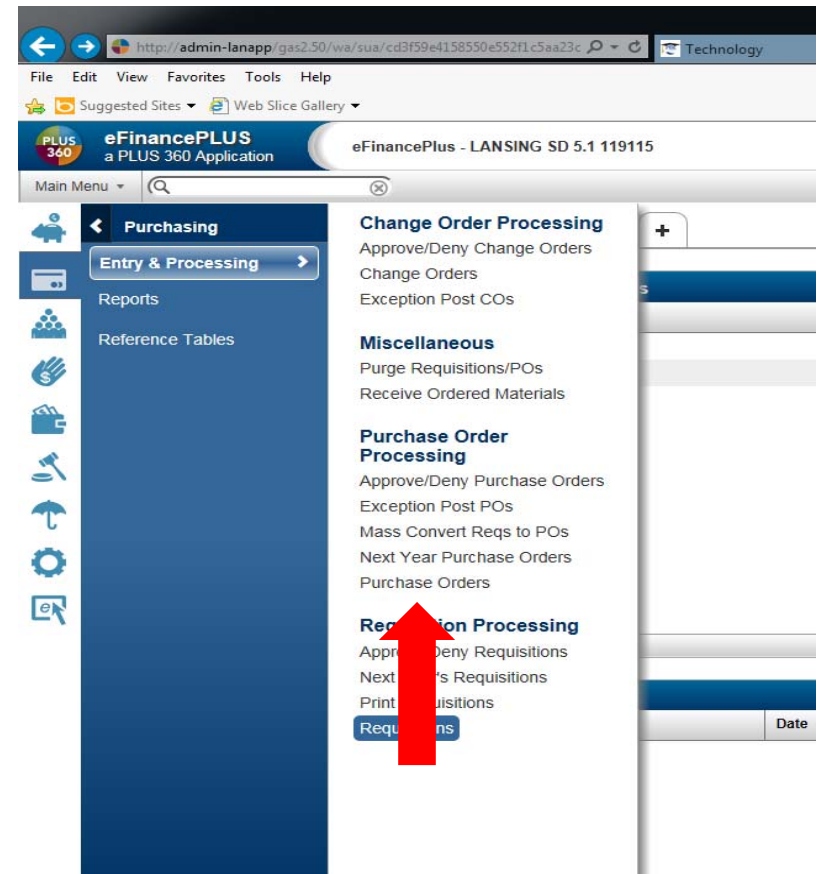 http://admin-lanapp/gas2.50/wa/sua/cd3f59e4158550e552f1c5aa23c
Technology
File Edit View Favorites Tools Help
Suggested Sites Web Slice Gallery
PLUS 360
eFinancePLUS
a PLUS 360 Application
eFinancePlus - LANSING SD 5.1 119115
Main Menu
Purchasing
Entry & Processing
Reports
Reference Tables
Change Order Processing
Approve/Deny Change Orders
Change Orders
Exception Post COs
Miscellaneous
Purge Requisitions/POs
Receive Ordered Materials
Purchase Order
Processing
Approve/Deny Purchase Orders
Exception Post POs
Mass Convert Reqs to POs
Next Year Purchase Orders
Purchase Orders
Processing
Requisitions
Next Requisitions
Print
s
Date